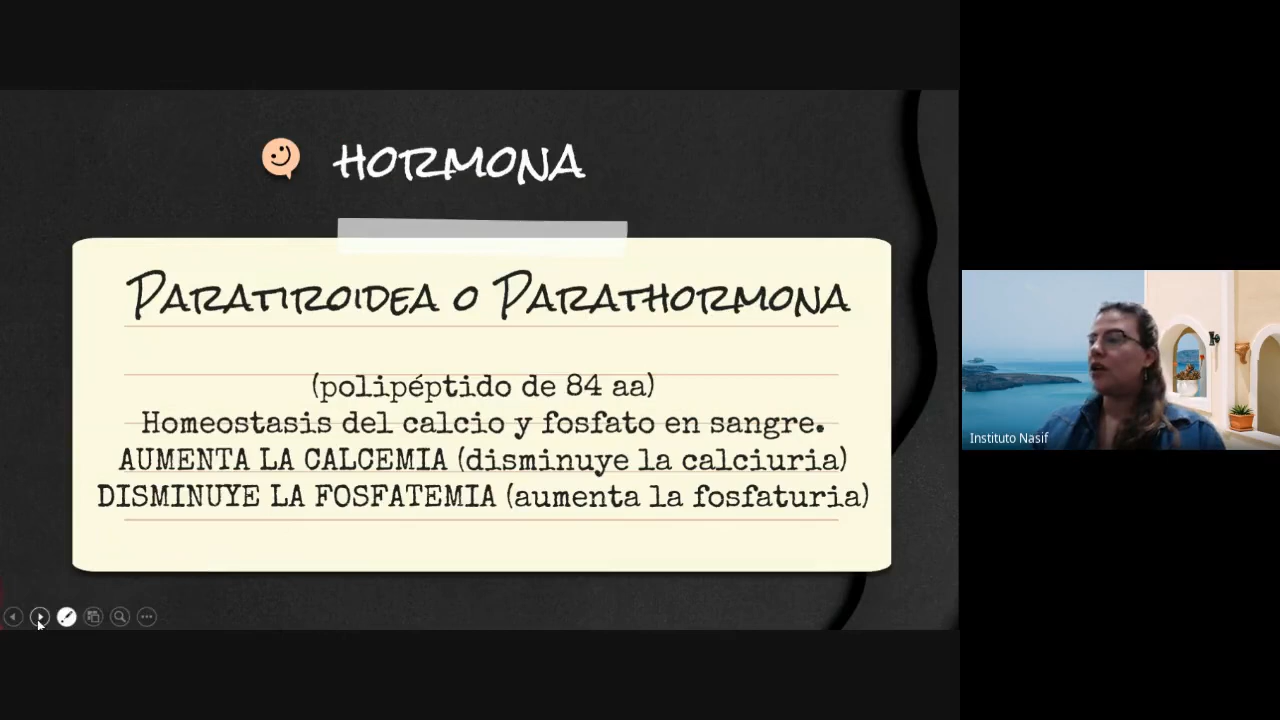 HORMONA
PARATIROIDEA O PARATHORMONA
(polipéptido de 84 aa)
Homeostasis del calcio y fosfato en sangre.
AUMENTA LA CALCEMIA (disminuye la calciuria)
DISMINUYE LA FOSFATEMIA (aumenta la fosfaturia)
Instituto Nasif